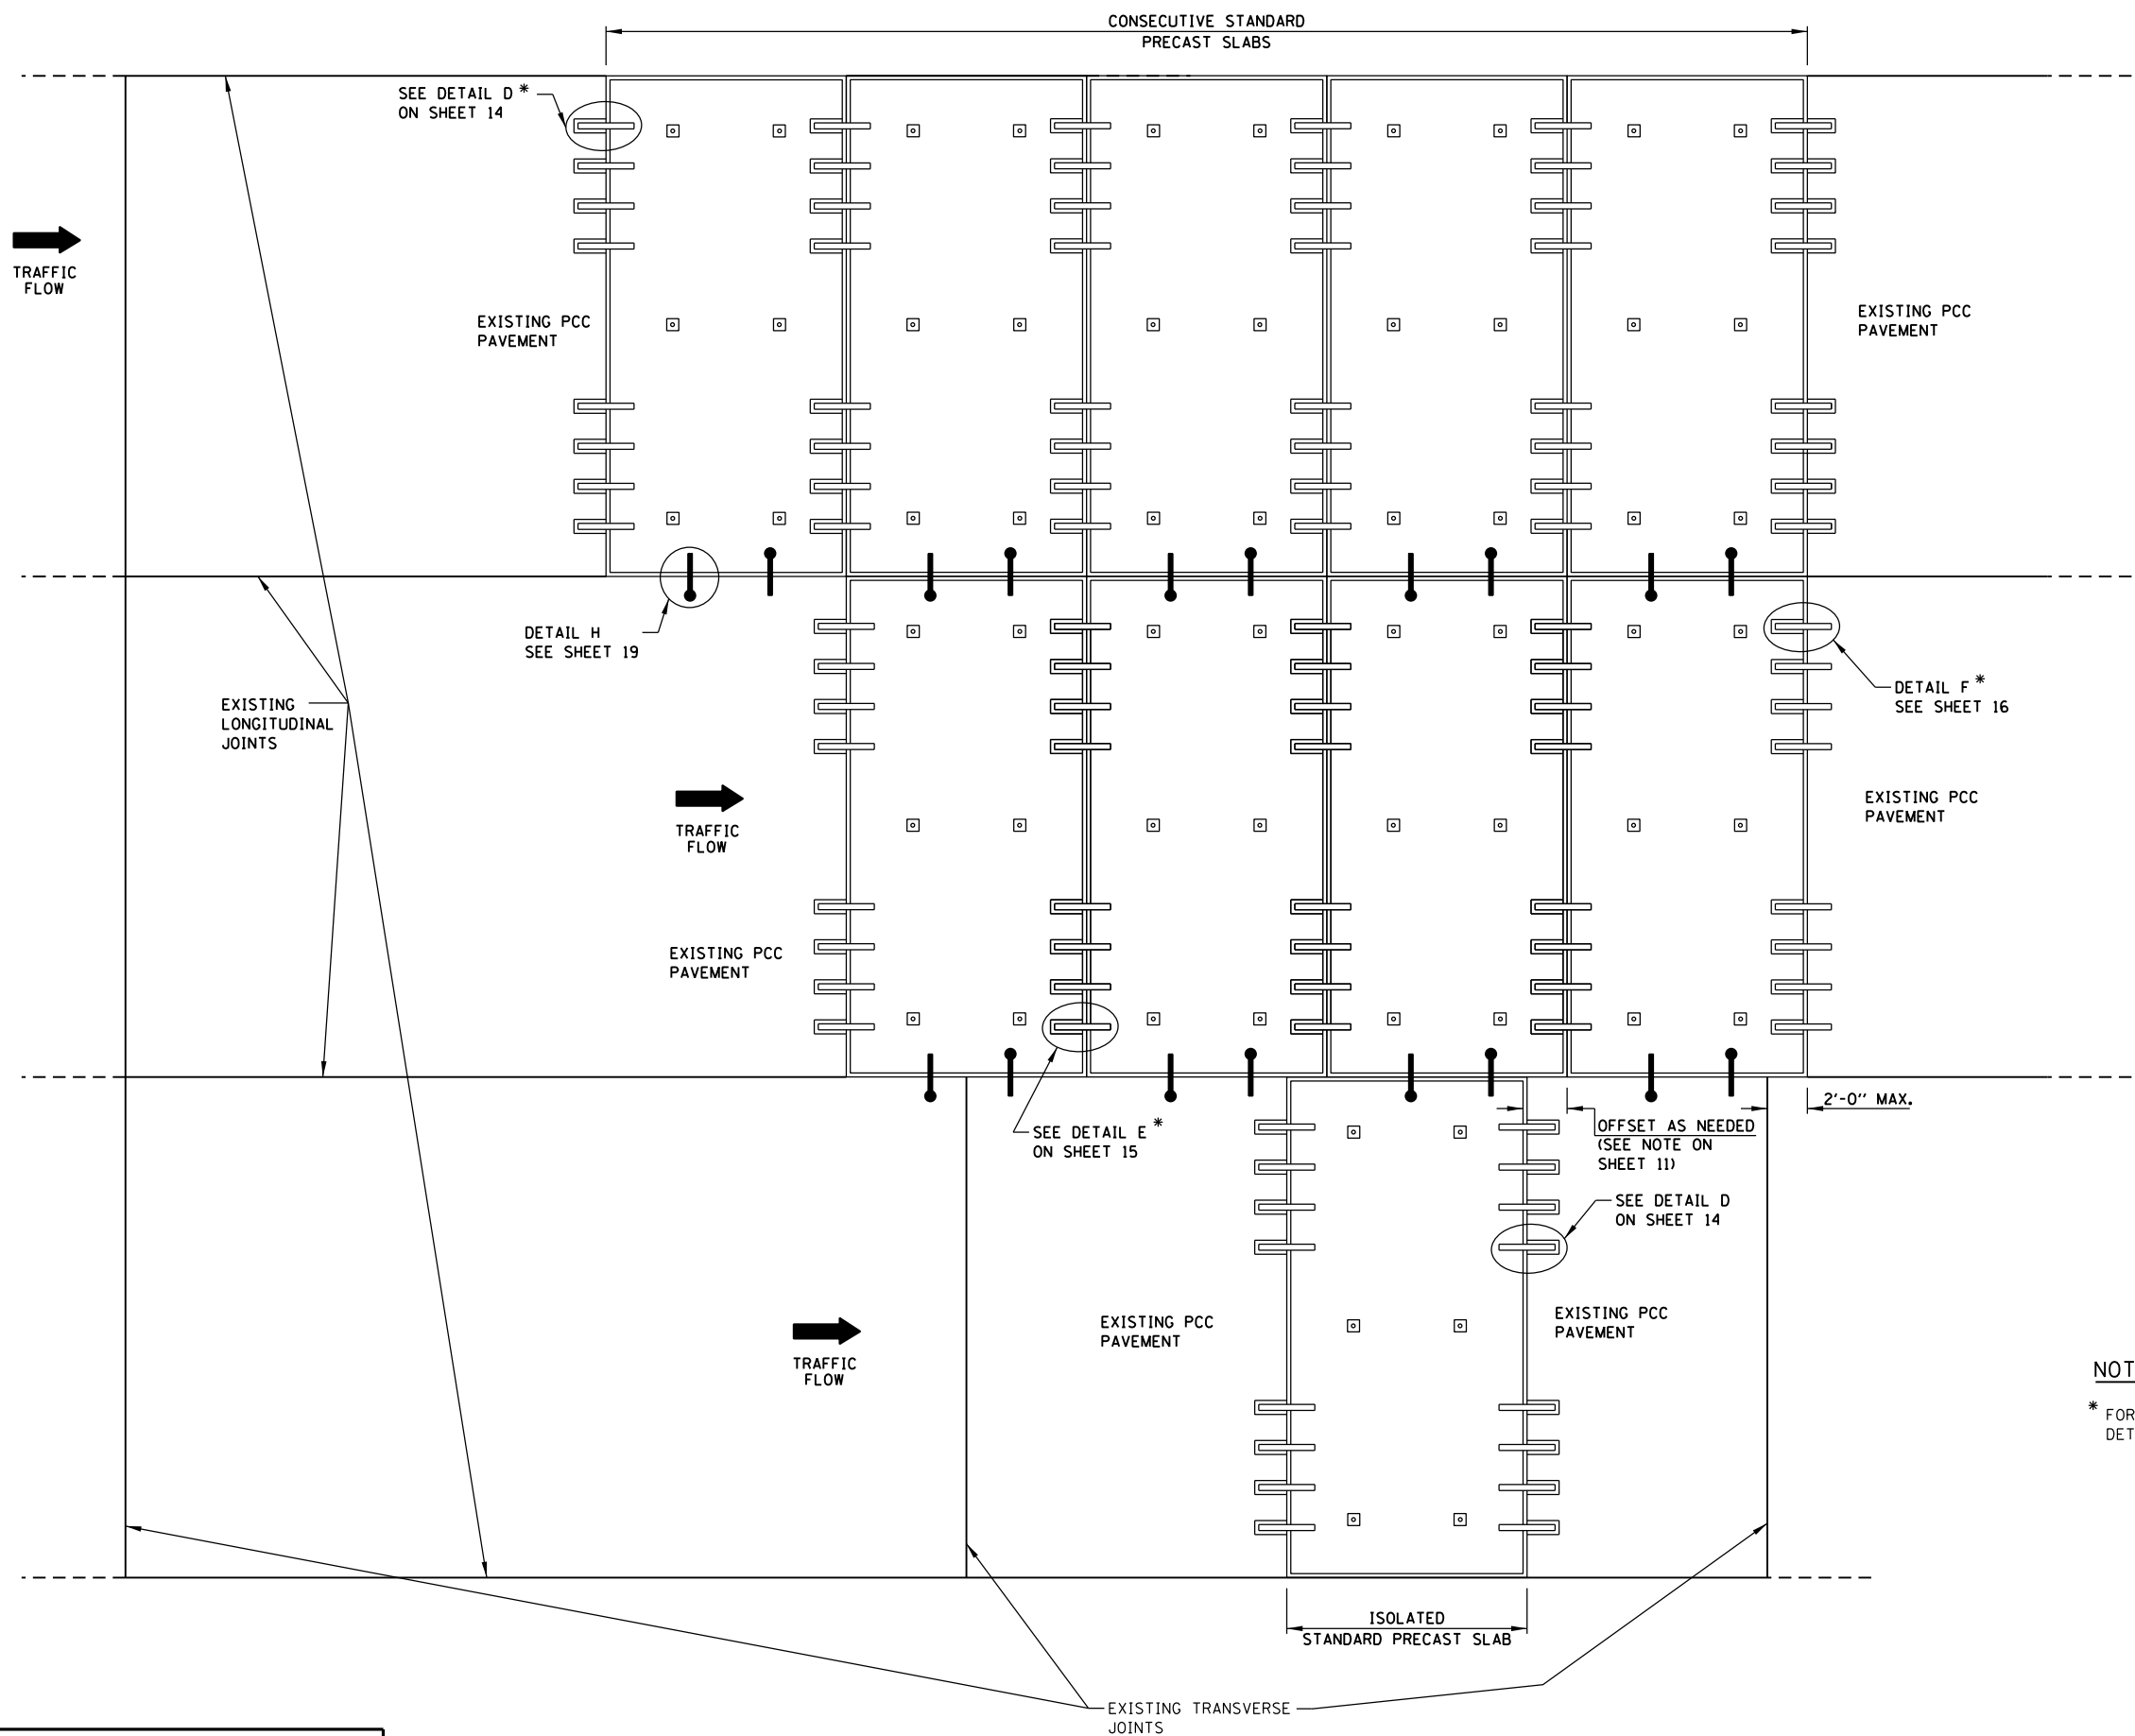 CONSECUTIVE STANDARD
PRECAST SLABS
SEE DETAIL D *
ON SHEET 14
TRAFFIC
FLOW
EXISTING PCC
PAVEMENT
EXISTING PCC
PAVEMENT
DETAIL H
SEE SHEET 19
DETAIL F *
SEE SHEET 16
EXISTING
LONGITUDINAL
JOINTS
TRAFFIC
FLOW
EXISTING PCC
PAVEMENT
EXISTING PCC
PAVEMENT
2'-0'' MAX.
SEE DETAIL E *
ON SHEET 15
OFFSET AS NEEDED
(SEE NOTE ON
SHEET 11)
SEE DETAIL D
ON SHEET 14
EXISTING PCC
PAVEMENT
EXISTING PCC
PAVEMENT
TRAFFIC
FLOW
NOT
* FOR
DET
ISOLATED
STANDARD PRECAST SLAB
EXISTING TRANSVERSE
JOINTS